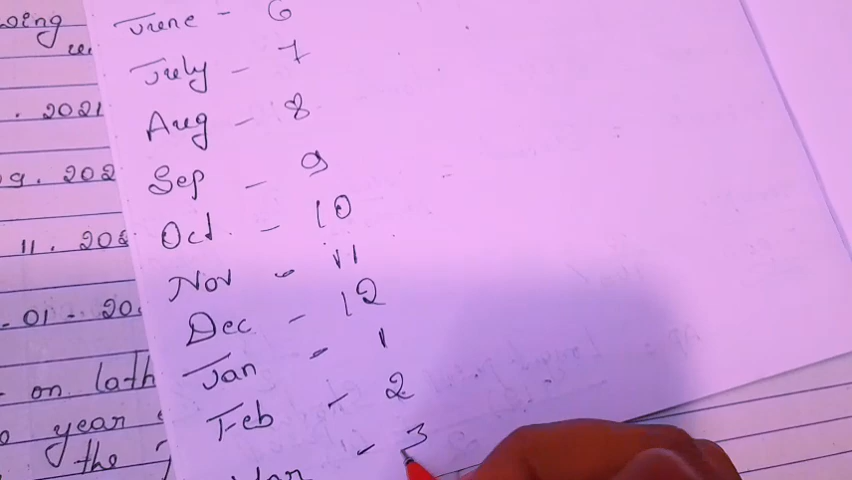 June - 6
July - 7
Aug - 8
Sep - 9
Oct. - 10
Nov - 11
Dec - 12
Jan - 1
Feb - 2
Mar - 3
. 2021
11. 202
-01-20
on lath
year
the